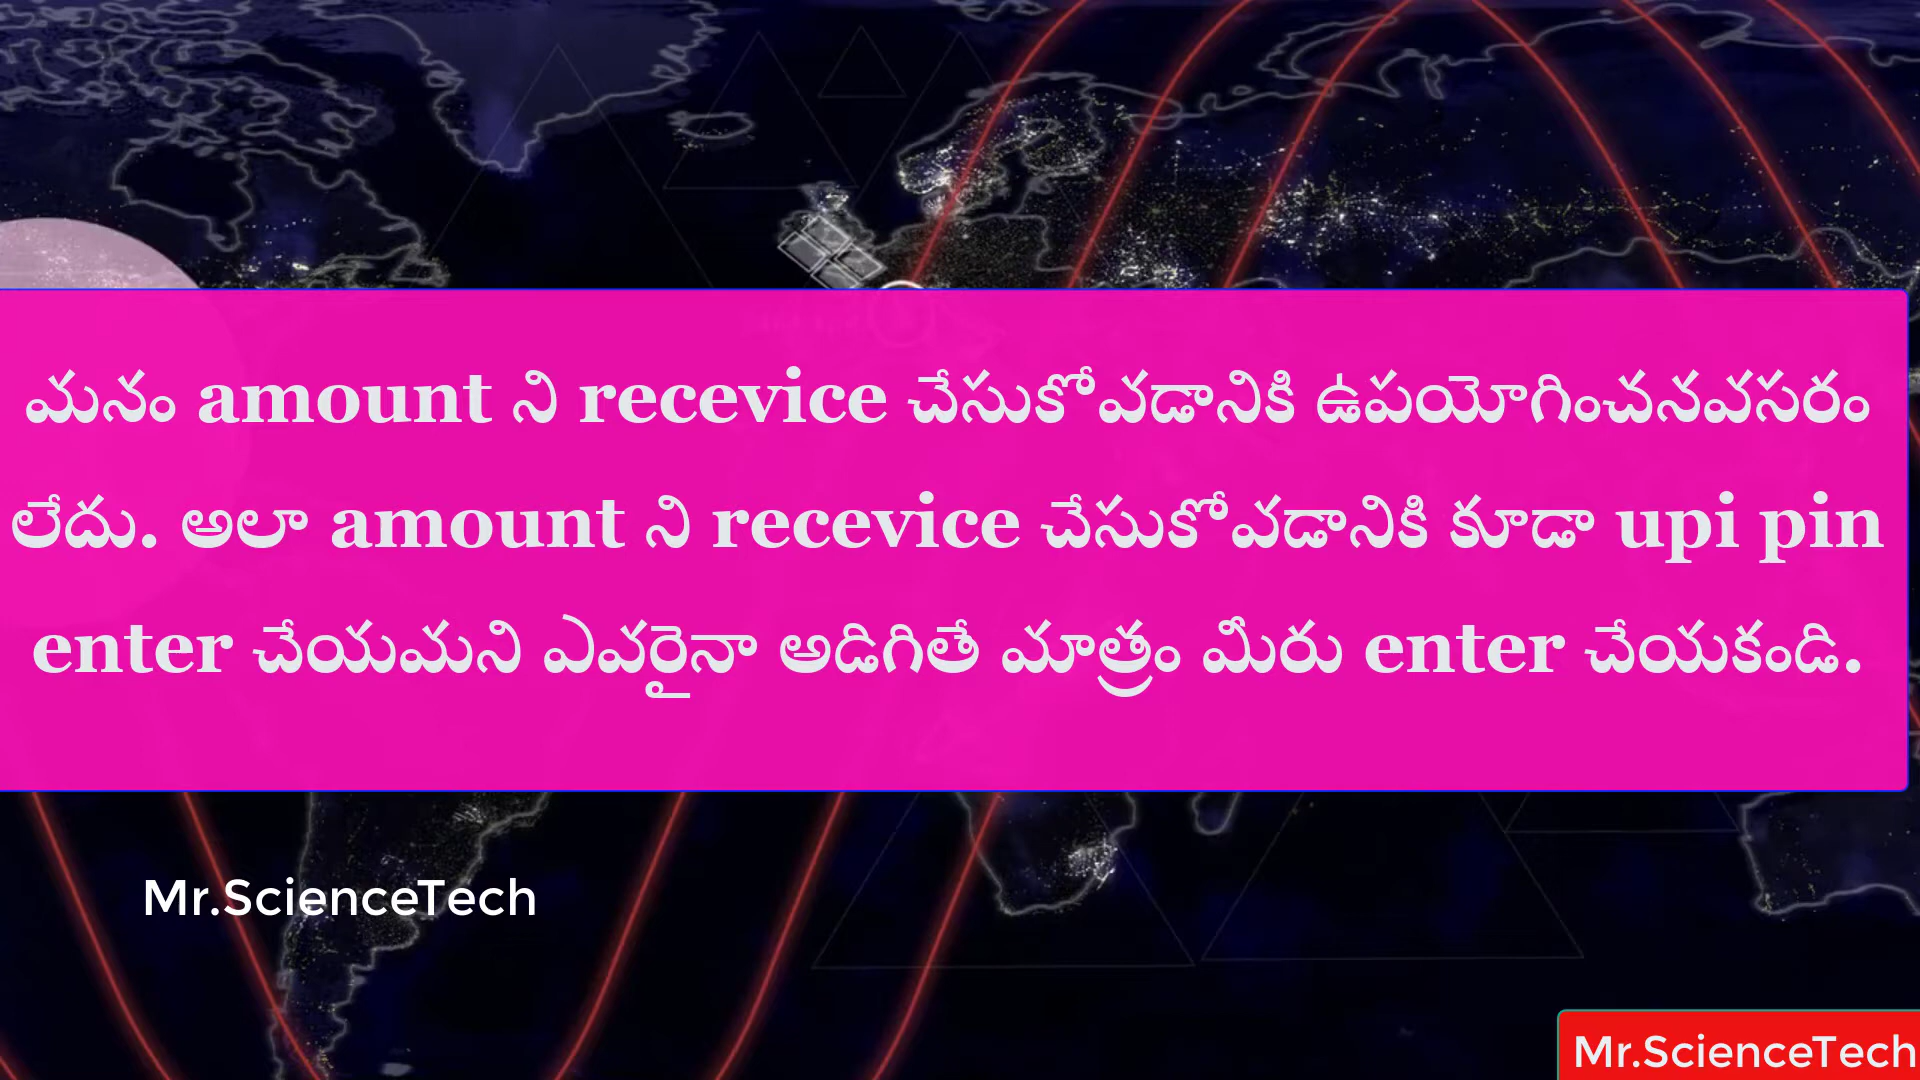 మనం amount ని recevice చేసుకోవడానికి ఉపయోగించనవసరం
లేదు. అలా amount ని recevice చేసుకోవడానికి కూడా upi pin
enter చేయమని ఎవరైనా అడిగితే మాత్రం మీరు enter చేయకండి.
Mr.ScienceTech
Mr.ScienceTech